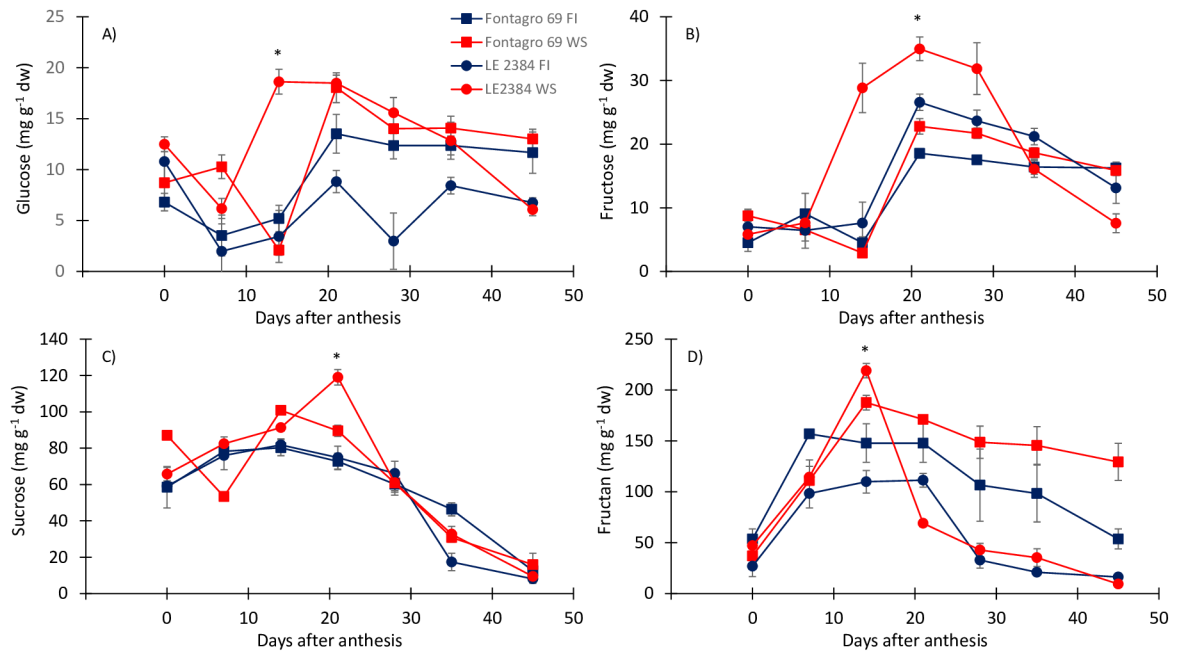 A)
Glucose (mg g⁻¹ dw)
25
20
15
10
5
0
*
Fontagro 69 FI
Fontagro 69 WS
LE 2384 FI
LE2384 WS
0 10 20 30 40 50
Days after anthesis
B)
Fructose (mg g⁻¹ dw)
40
30
20
10
0
*
0 10 20 30 40 50
Days after anthesis
C)
Sucrose (mg g⁻¹ dw)
140
120
100
80
60
40
20
0
*
0 10 20 30 40 50
Days after anthesis
D)
Fructan (mg g⁻¹ dw)
250
200
150
100
50
0
*
0 10 20 30 40 50
Days after anthesis